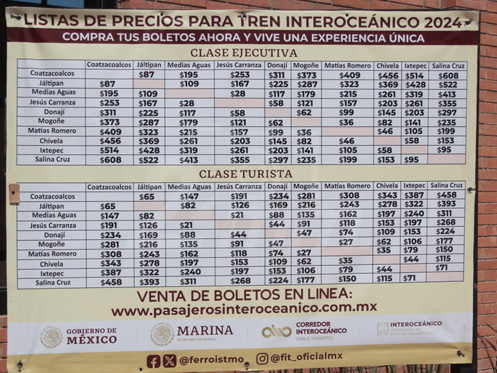 LISTAS DE PRECIOS PARA TREN INTEROCEÁNICO 2024
COMPRA TUS BOLETOS AHORA Y VIVE UNA EXPERIENCIA ÚNICA
CLASE EJECUTIVA
Coatzacoalcos Jáltipan Medias Aguas Jesús Carranza Donají Mogoñe Matías Romero Chivela Ixtepec Salina Cruz
Coatzacoalcos $87 $195 $253 $311 $373 $409 $456 $514 $608
Jáltipan $87 $109 $167 $225 $287 $323 $369 $428 $522
Medias Aguas $195 $109 $28 $117 $179 $215 $261 $319 $413
Jesús Carranza $253 $167 $28 $58 $121 $157 $203 $261 $355
Donají $311 $225 $117 $58 $62 $99 $145 $203 $297
Mogoñe $373 $287 $179 $121 $62 $36 $82 $141 $235
Matías Romero $409 $323 $215 $157 $99 $36 $46 $105 $199
Chivela $456 $369 $261 $203 $145 $82 $46 $58 $153
Ixtepec $514 $428 $319 $261 $203 $141 $105 $58 $95
Salina Cruz $608 $522 $413 $355 $297 $235 $199 $153 $95
CLASE TURISTA
Coatzacoalcos Jáltipan Medias Aguas Jesús Carranza Donají Mogoñe Matías Romero Chivela Ixtepec Salina Cruz
Coatzacoalcos $65 $147 $191 $234 $281 $308 $343 $387 $458
Jáltipan $65 $82 $126 $169 $216 $243 $278 $322 $393
Medias Aguas $147 $82 $21 $88 $135 $162 $197 $240 $311
Jesús Carranza $191 $126 $21 $44 $91 $118 $153 $197 $268
Donají $234 $169 $88 $44 $47 $74 $109 $153 $224
Mogoñe $281 $216 $135 $91 $47 $27 $62 $106 $177
Matías Romero $308 $243 $162 $118 $74 $27 $35 $79 $150
Chivela $343 $278 $197 $153 $109 $62 $35 $44 $115
Ixtepec $387 $322 $240 $197 $153 $106 $79 $44 $71
Salina Cruz $458 $393 $311 $268 $224 $177 $150 $115 $71
VENTA DE BOLETOS EN LINEA:
www.pasajerosinteroceanico.com.mx
GOBIERNO DE MÉXICO
MARINA
SECRETARÍA DE MARINA
CORREDOR INTEROCEÁNICO
INTEROCEÁNICO
@ferroistmo @fit_oficialmx